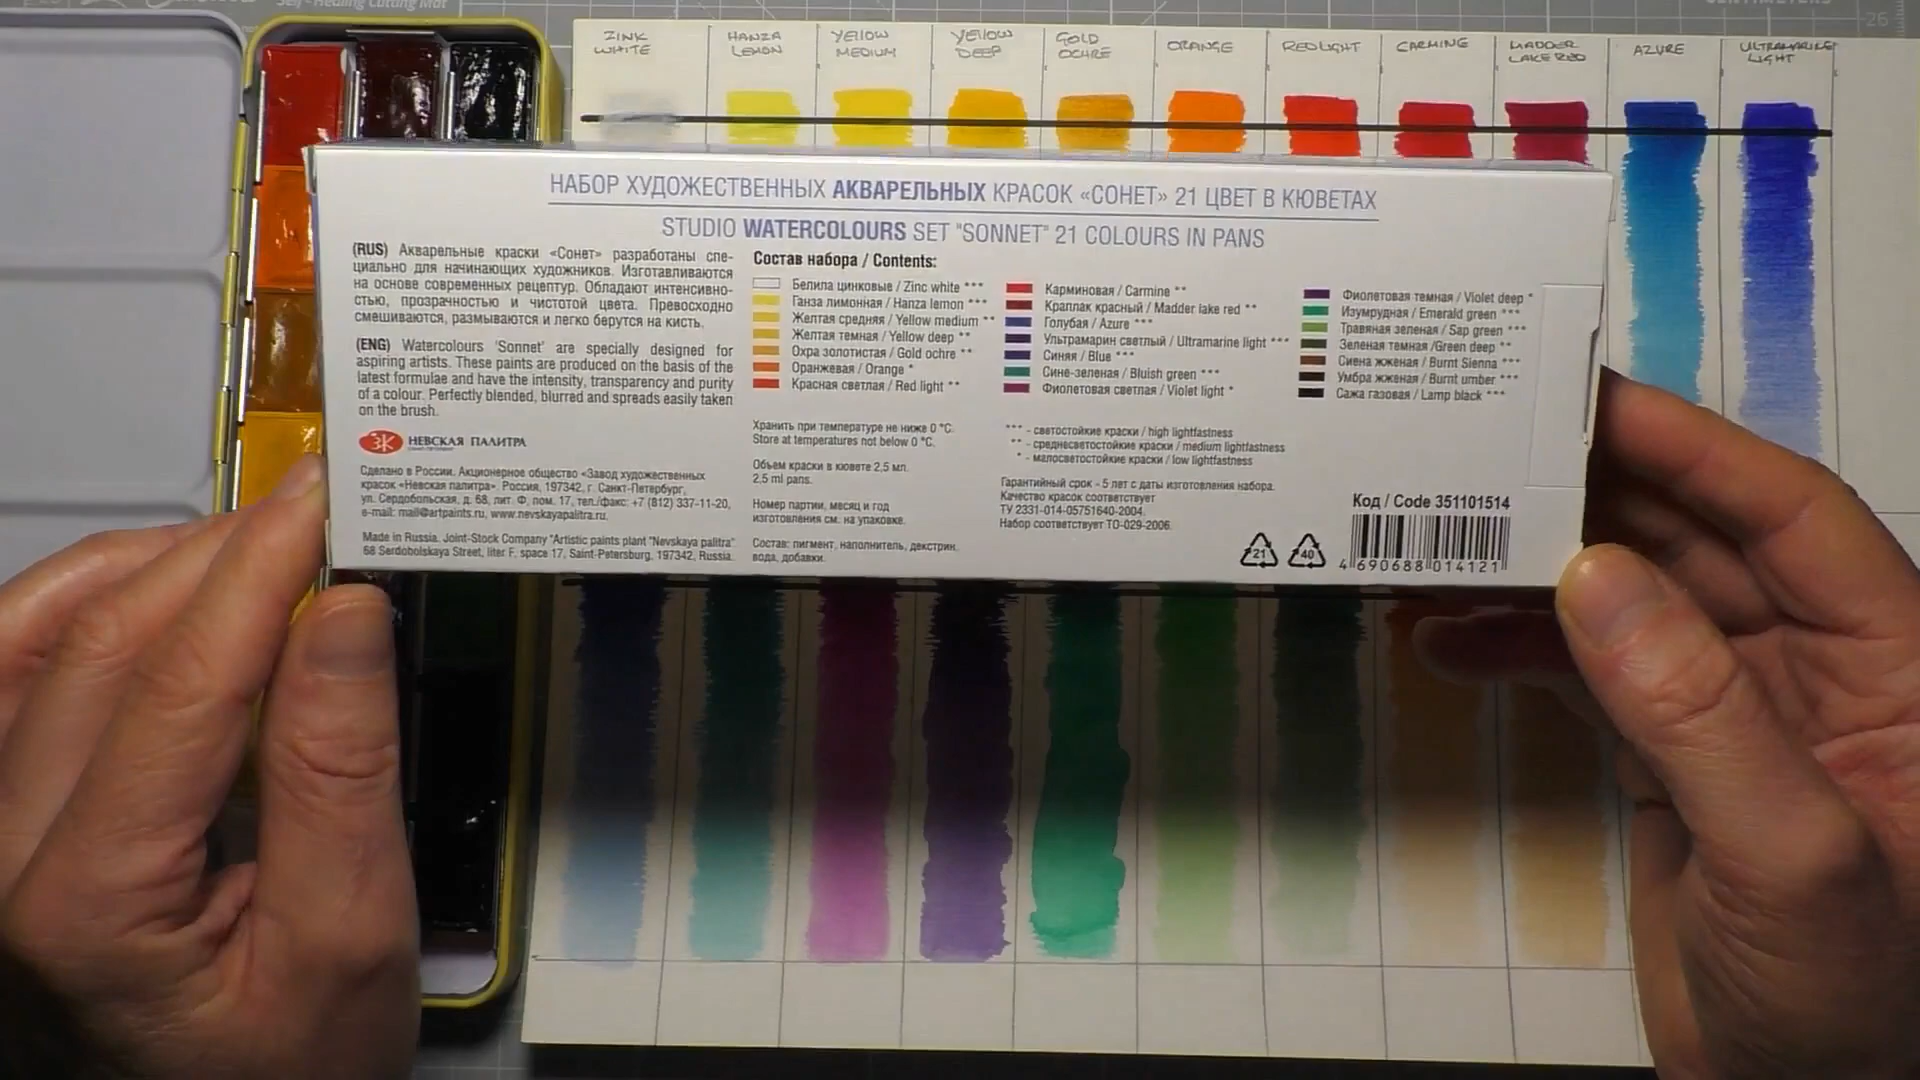 Self-Healing Cutting Mat
26
ZINK WHITE
HANZA LEMON
YELLOW MEDIUM
YELLOW DEEP
GOLD OCHRE
ORANGE
RED LIGHT
CARMINE
MADDER LAKE RED
AZURE
ULTRAMARINE LIGHT
НАБОР ХУДОЖЕСТВЕННЫХ АКВАРЕЛЬНЫХ КРАСОК «СОНЕТ» 21 ЦВЕТ В КЮВЕТАХ
STUDIO WATERCOLOURS SET "SONNET" 21 COLOURS IN PANS
(RUS) Акварельные краски «Сонет» разработаны спе-
циально для начинающих художников. Изготавливаются
на основе современных рецептур. Обладают интенсивно-
стью, прозрачностью и чистотой цвета. Превосходно
смешиваются, размываются и легко берутся на кисть.
(ENG) Watercolours 'Sonnet' are specially designed for
aspiring artists. These paints are produced on the basis of the
latest formulae and have the intensity, transparency and purity
of a colour. Perfectly blended, blurred and spreads easily taken
on the brush.
НЕВСКАЯ ПАЛИТРА
Сделано в России. Акционерное общество «Завод художественных
красок «Невская палитра». Россия, 197342, г. Санкт-Петербург,
ул. Сердобольская, д. 68, лит. Ф, пом. 17, тел./факс: +7 (812) 337-11-20,
e-mail: mail@artpaints.ru, www.nevskayapalitra.ru.
Made in Russia. Joint-Stock Company "Artistic paints plant "Nevskaya palitra"
68 Serdobolskaya Street, liter F, space 17, Saint-Petersburg, 197342, Russia.
Состав набора / Contents:
Белила цинковые / Zinc white ***
Ганза лимонная / Hanza lemon ***
Желтая средняя / Yellow medium **
Желтая темная / Yellow deep **
Охра золотистая / Gold ochre **
Оранжевая / Orange *
Красная светлая / Red light **
Карминовая / Carmine **
Краплак красный / Madder lake red **
Голубая / Azure ***
Ультрамарин светлый / Ultramarine light ***
Синяя / Blue ***
Сине-зеленая / Bluish green ***
Фиолетовая светлая / Violet light *
Фиолетовая темная / Violet deep *
Изумрудная / Emerald green ***
Травяная зеленая / Sap green ***
Зеленая темная /Green deep **
Сиена жженая / Burnt Sienna ***
Умбра жженая / Burnt umber ***
Сажа газовая / Lamp black ***
Хранить при температуре не ниже 0 °C.
Store at temperatures not below 0 °C.
Объем краски в кювете 2,5 мл.
2.5 ml pans.
Номер партии, месяц и год
изготовления см. на упаковке.
Состав: пигмент, наполнитель, декстрин,
вода, добавки.
*** - светостойкие краски / high lightfastness
** - среднесветостойкие краски / medium lightfastness
* - малосветостойкие краски / low lightfastness
Гарантийный срок - 5 лет с даты изготовления набора.
Качество красок соответствует
ТУ 2331-014-05751640-2004.
Набор соответствует ТО-029-2006.
21
40
Код / Code 351101514
4 690688 014121